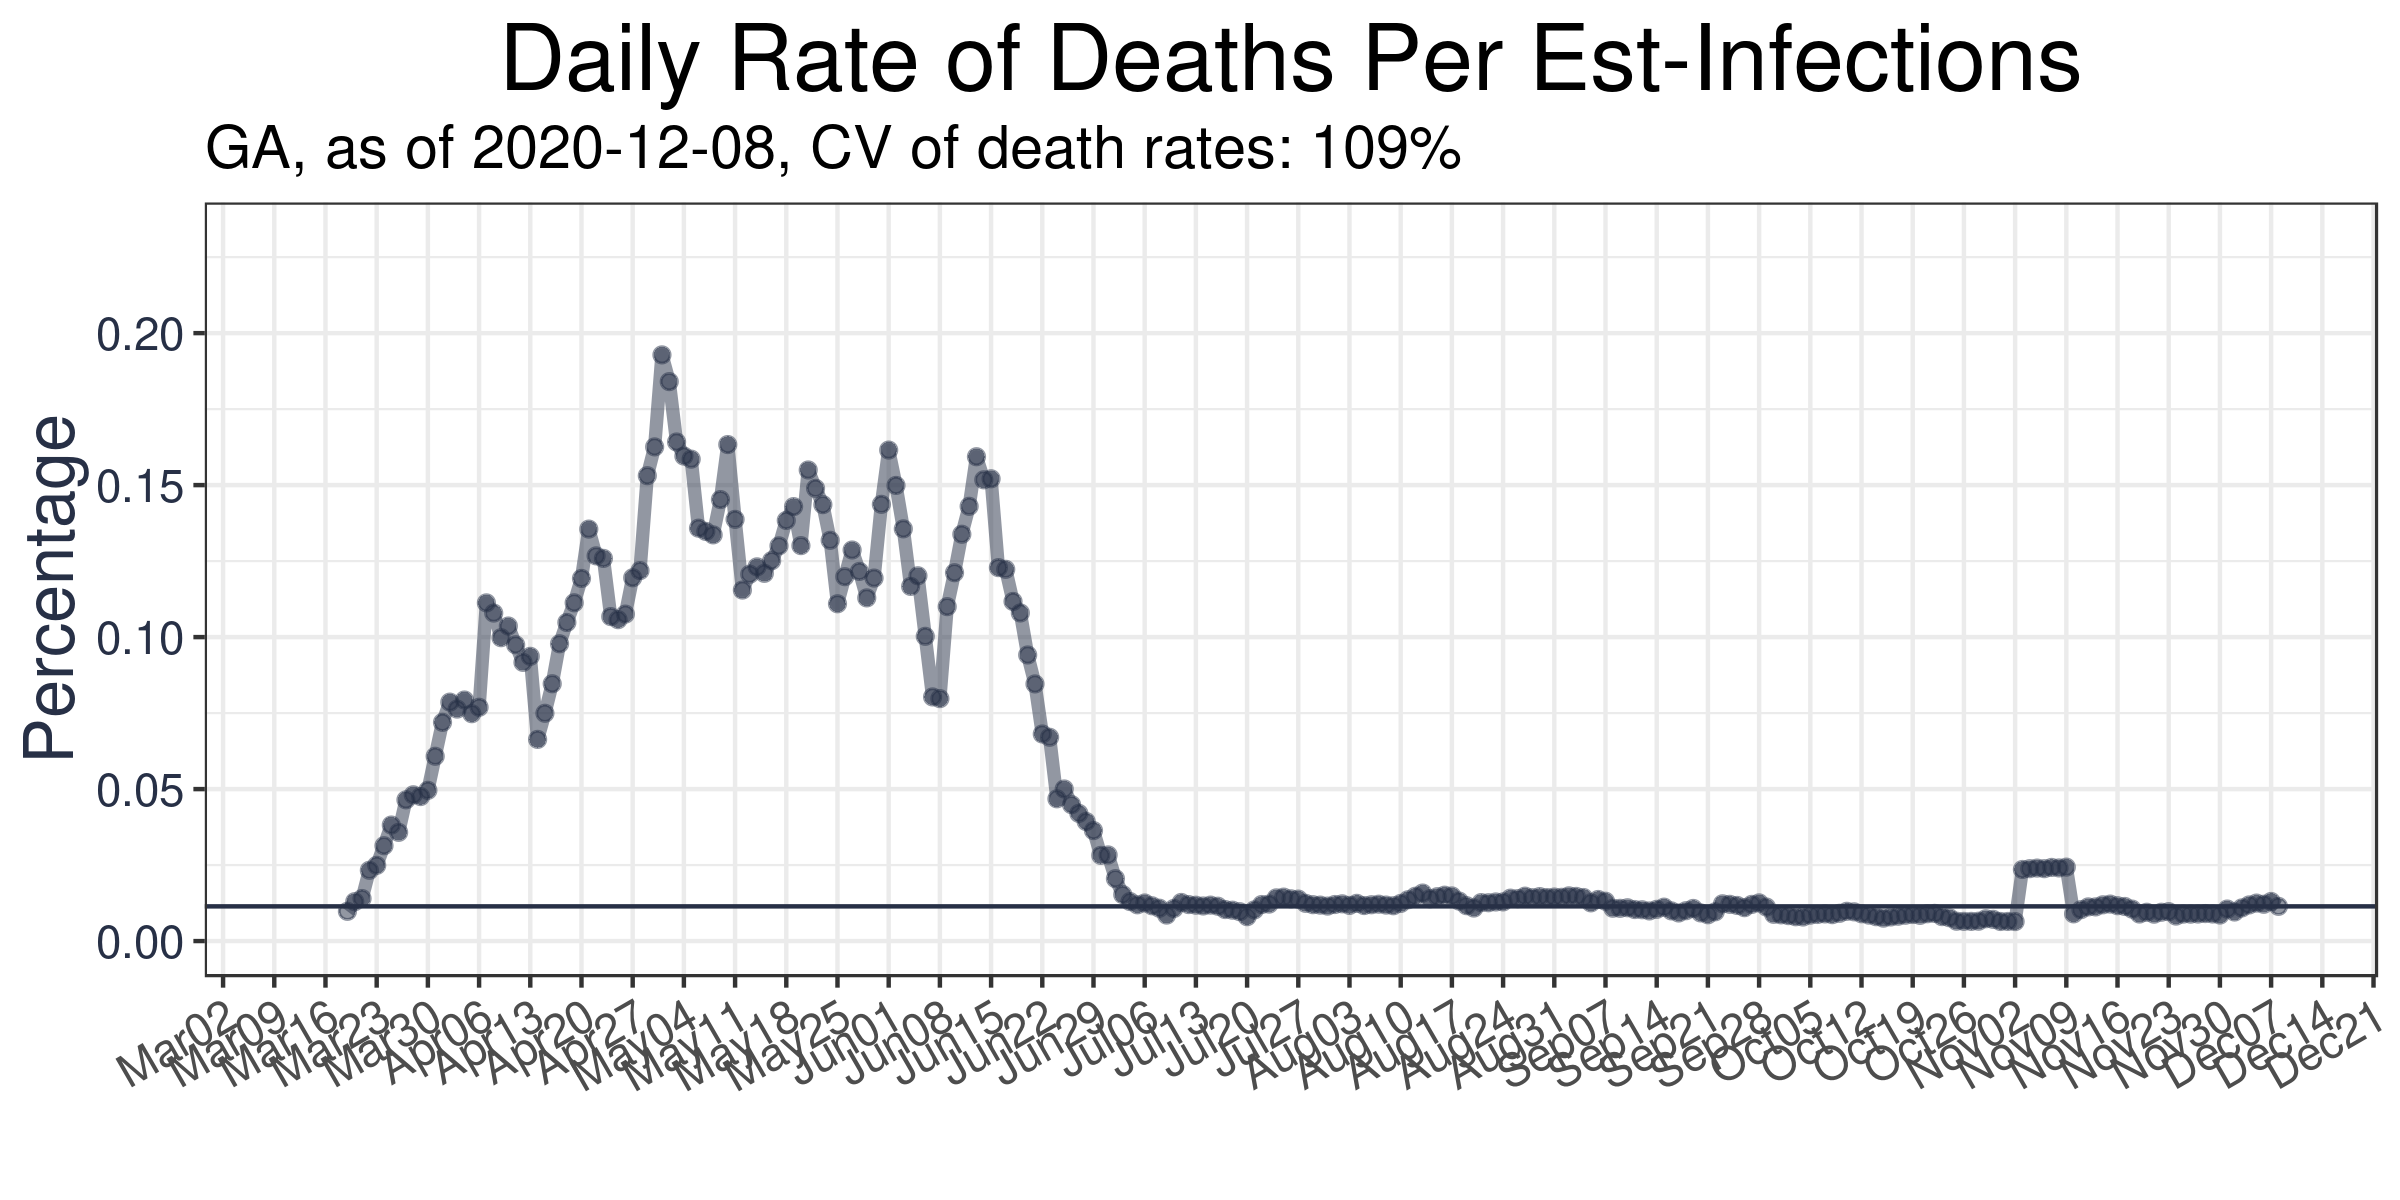 Daily Rate of Deaths Per Est-Infections
GA, as of 2020-12-08, CV of death rates: 109%
Percentage
0.20
0.15
0.10
0.05
0.00
Mar02
Mar09
Mar16
Mar23
Mar30
Apr06
Apr13
Apr20
Apr27
May04
May11
May18
May25
Jun01
Jun08
Jun15
Jun22
Jun29
Jul06
Jul13
Jul20
Jul27
Aug03
Aug10
Aug17
Aug24
Aug31
Sep07
Sep14
Sep21
Sep28
Oct05
Oct12
Oct19
Oct26
Nov02
Nov09
Nov16
Nov23
Nov30
Dec07
Dec14
Dec21